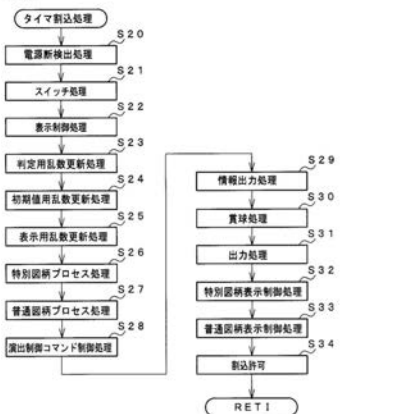 タイマ割込処理
S20
電源断検出処理
S21
スイッチ処理
S22
表示制御処理
S23
判定用乱数更新処理
S24
初期値用乱数更新処理
S25
表示用乱数更新処理
S26
特別図柄プロセス処理
S27
普通図柄プロセス処理
S28
演出制御コマンド制御処理
S29
情報出力処理
S30
賞球処理
S31
出力処理
S32
特別図柄表示制御処理
S33
普通図柄表示制御処理
S34
割込許可
RETI